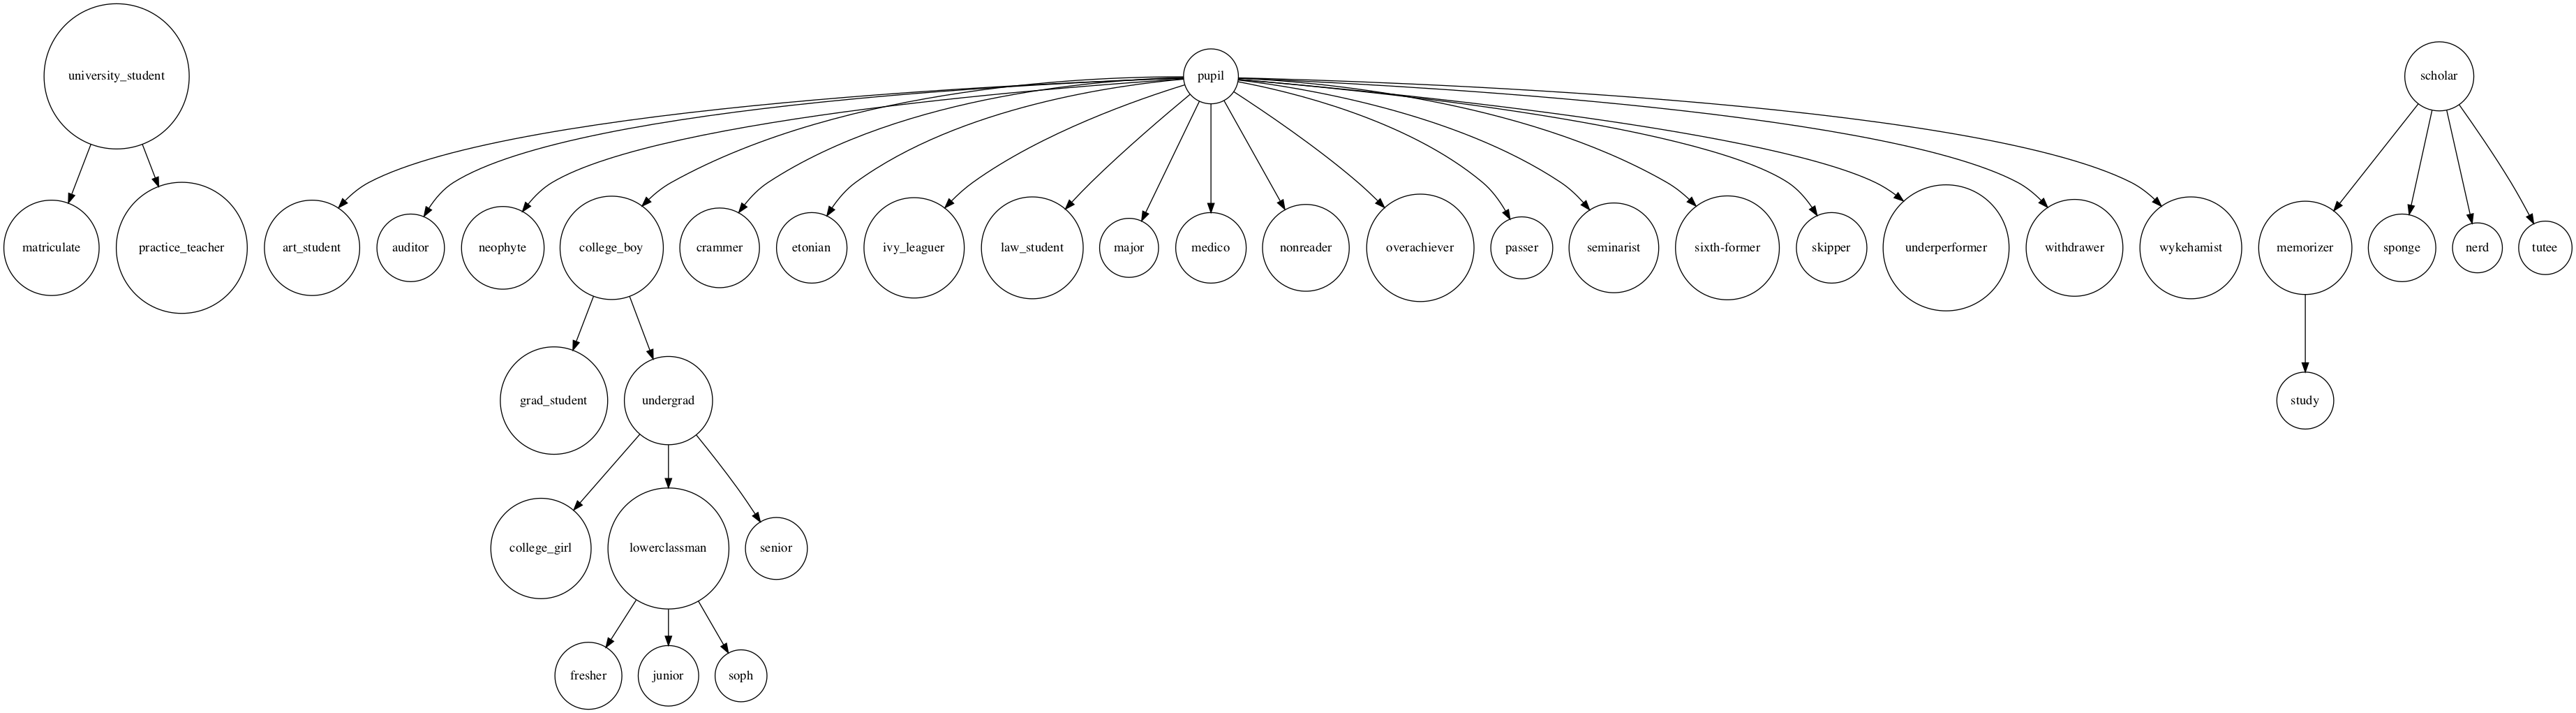 university_student
pupil
scholar
matriculate
practice_teacher
art_student
auditor
neophyte
college_boy
crammer
etonian
ivy_leaguer
law_student
major
medico
nonreader
overachiever
passer
seminarist
sixth-former
skipper
underperformer
withdrawer
wykehamist
memorizer
sponge
nerd
tutee
grad_student
undergrad
study
college_girl
lowerclassman
senior
fresher
junior
soph